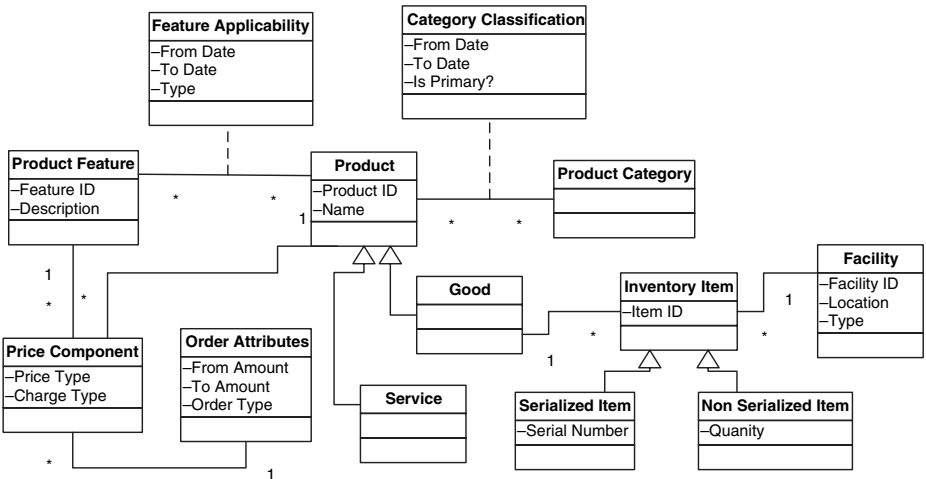 Feature Applicability
–From Date
–To Date
–Type
Category Classification
–From Date
–To Date
–Is Primary?
Product Feature
–Feature ID
–Description
Product
–Product ID
–Name
Product Category
*
*
1
*
*
1
*
*
Good
Inventory Item
–Item ID
Facility
–Facility ID
–Location
–Type
1
*
*
1
Price Component
–Price Type
–Charge Type
Order Attributes
–From Amount
–To Amount
–Order Type
Service
Serialized Item
–Serial Number
Non Serialized Item
–Quanity
*
1